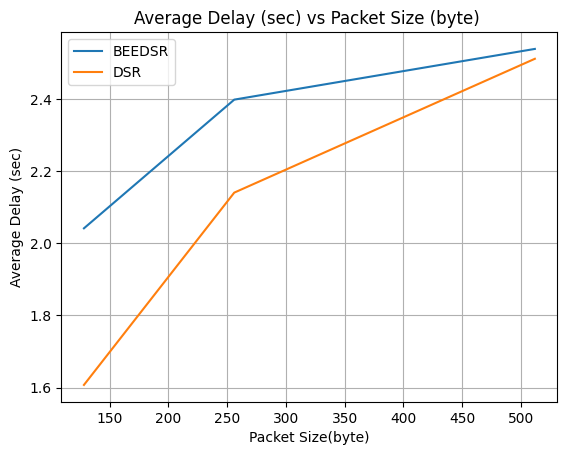 Average Delay (sec) vs Packet Size (byte)
BEEDSR
DSR
Average Delay (sec)
2.4
2.2
2.0
1.8
1.6
150 200 250 300 350 400 450 500
Packet Size(byte)